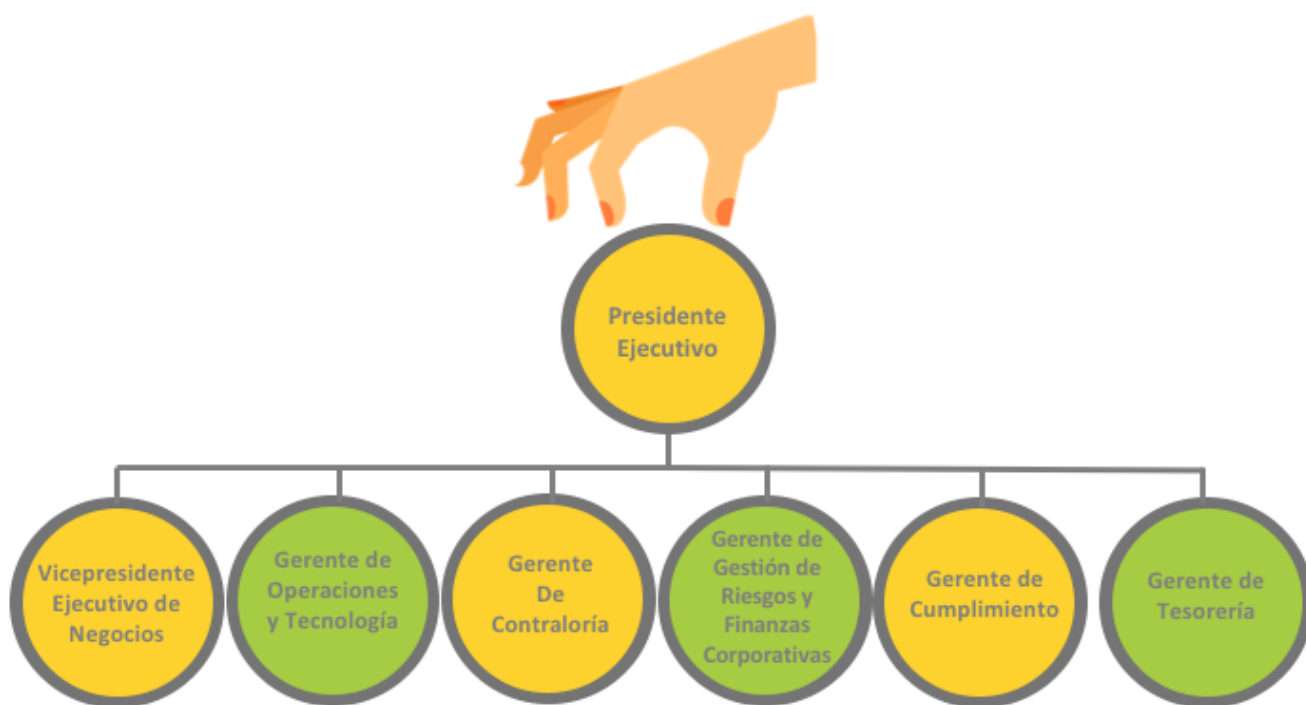 Presidente
Ejecutivo
Vicepresidente
Ejecutivo de
Negocios
Gerente de
Operaciones
y Tecnología
Gerente
De
Contraloría
Gerente de
Gestión de
Riesgos y
Finanzas
Corporativas
Gerente de
Cumplimiento
Gerente de
Tesorería